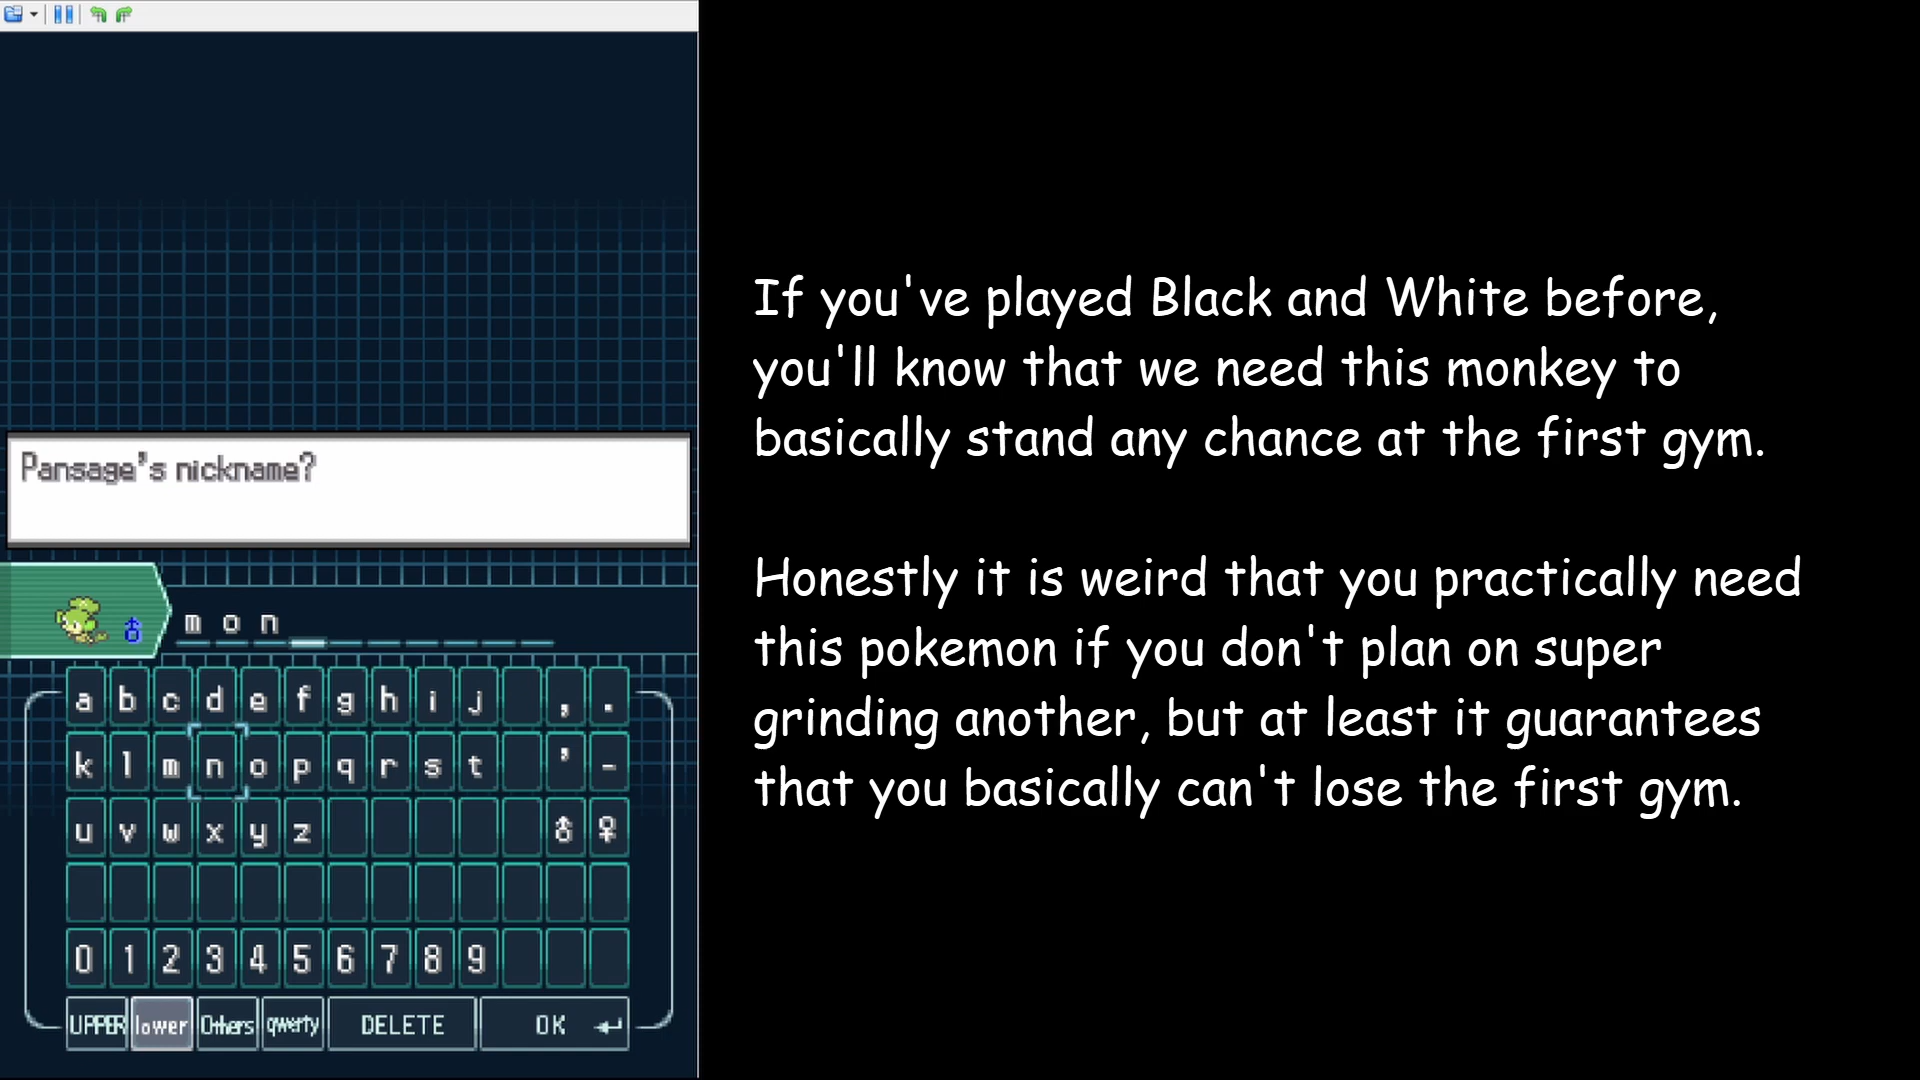 Pansage's nickname?
♂ mon
a b c d e f g h i j , .
k l m n o p q r s t ' -
u v w x y z ♂ ♀
0 1 2 3 4 5 6 7 8 9
UPPER lower Others qwerty DELETE OK
If you've played Black and White before,
you'll know that we need this monkey to
basically stand any chance at the first gym.
Honestly it is weird that you practically need
this pokemon if you don't plan on super
grinding another, but at least it guarantees
that you basically can't lose the first gym.